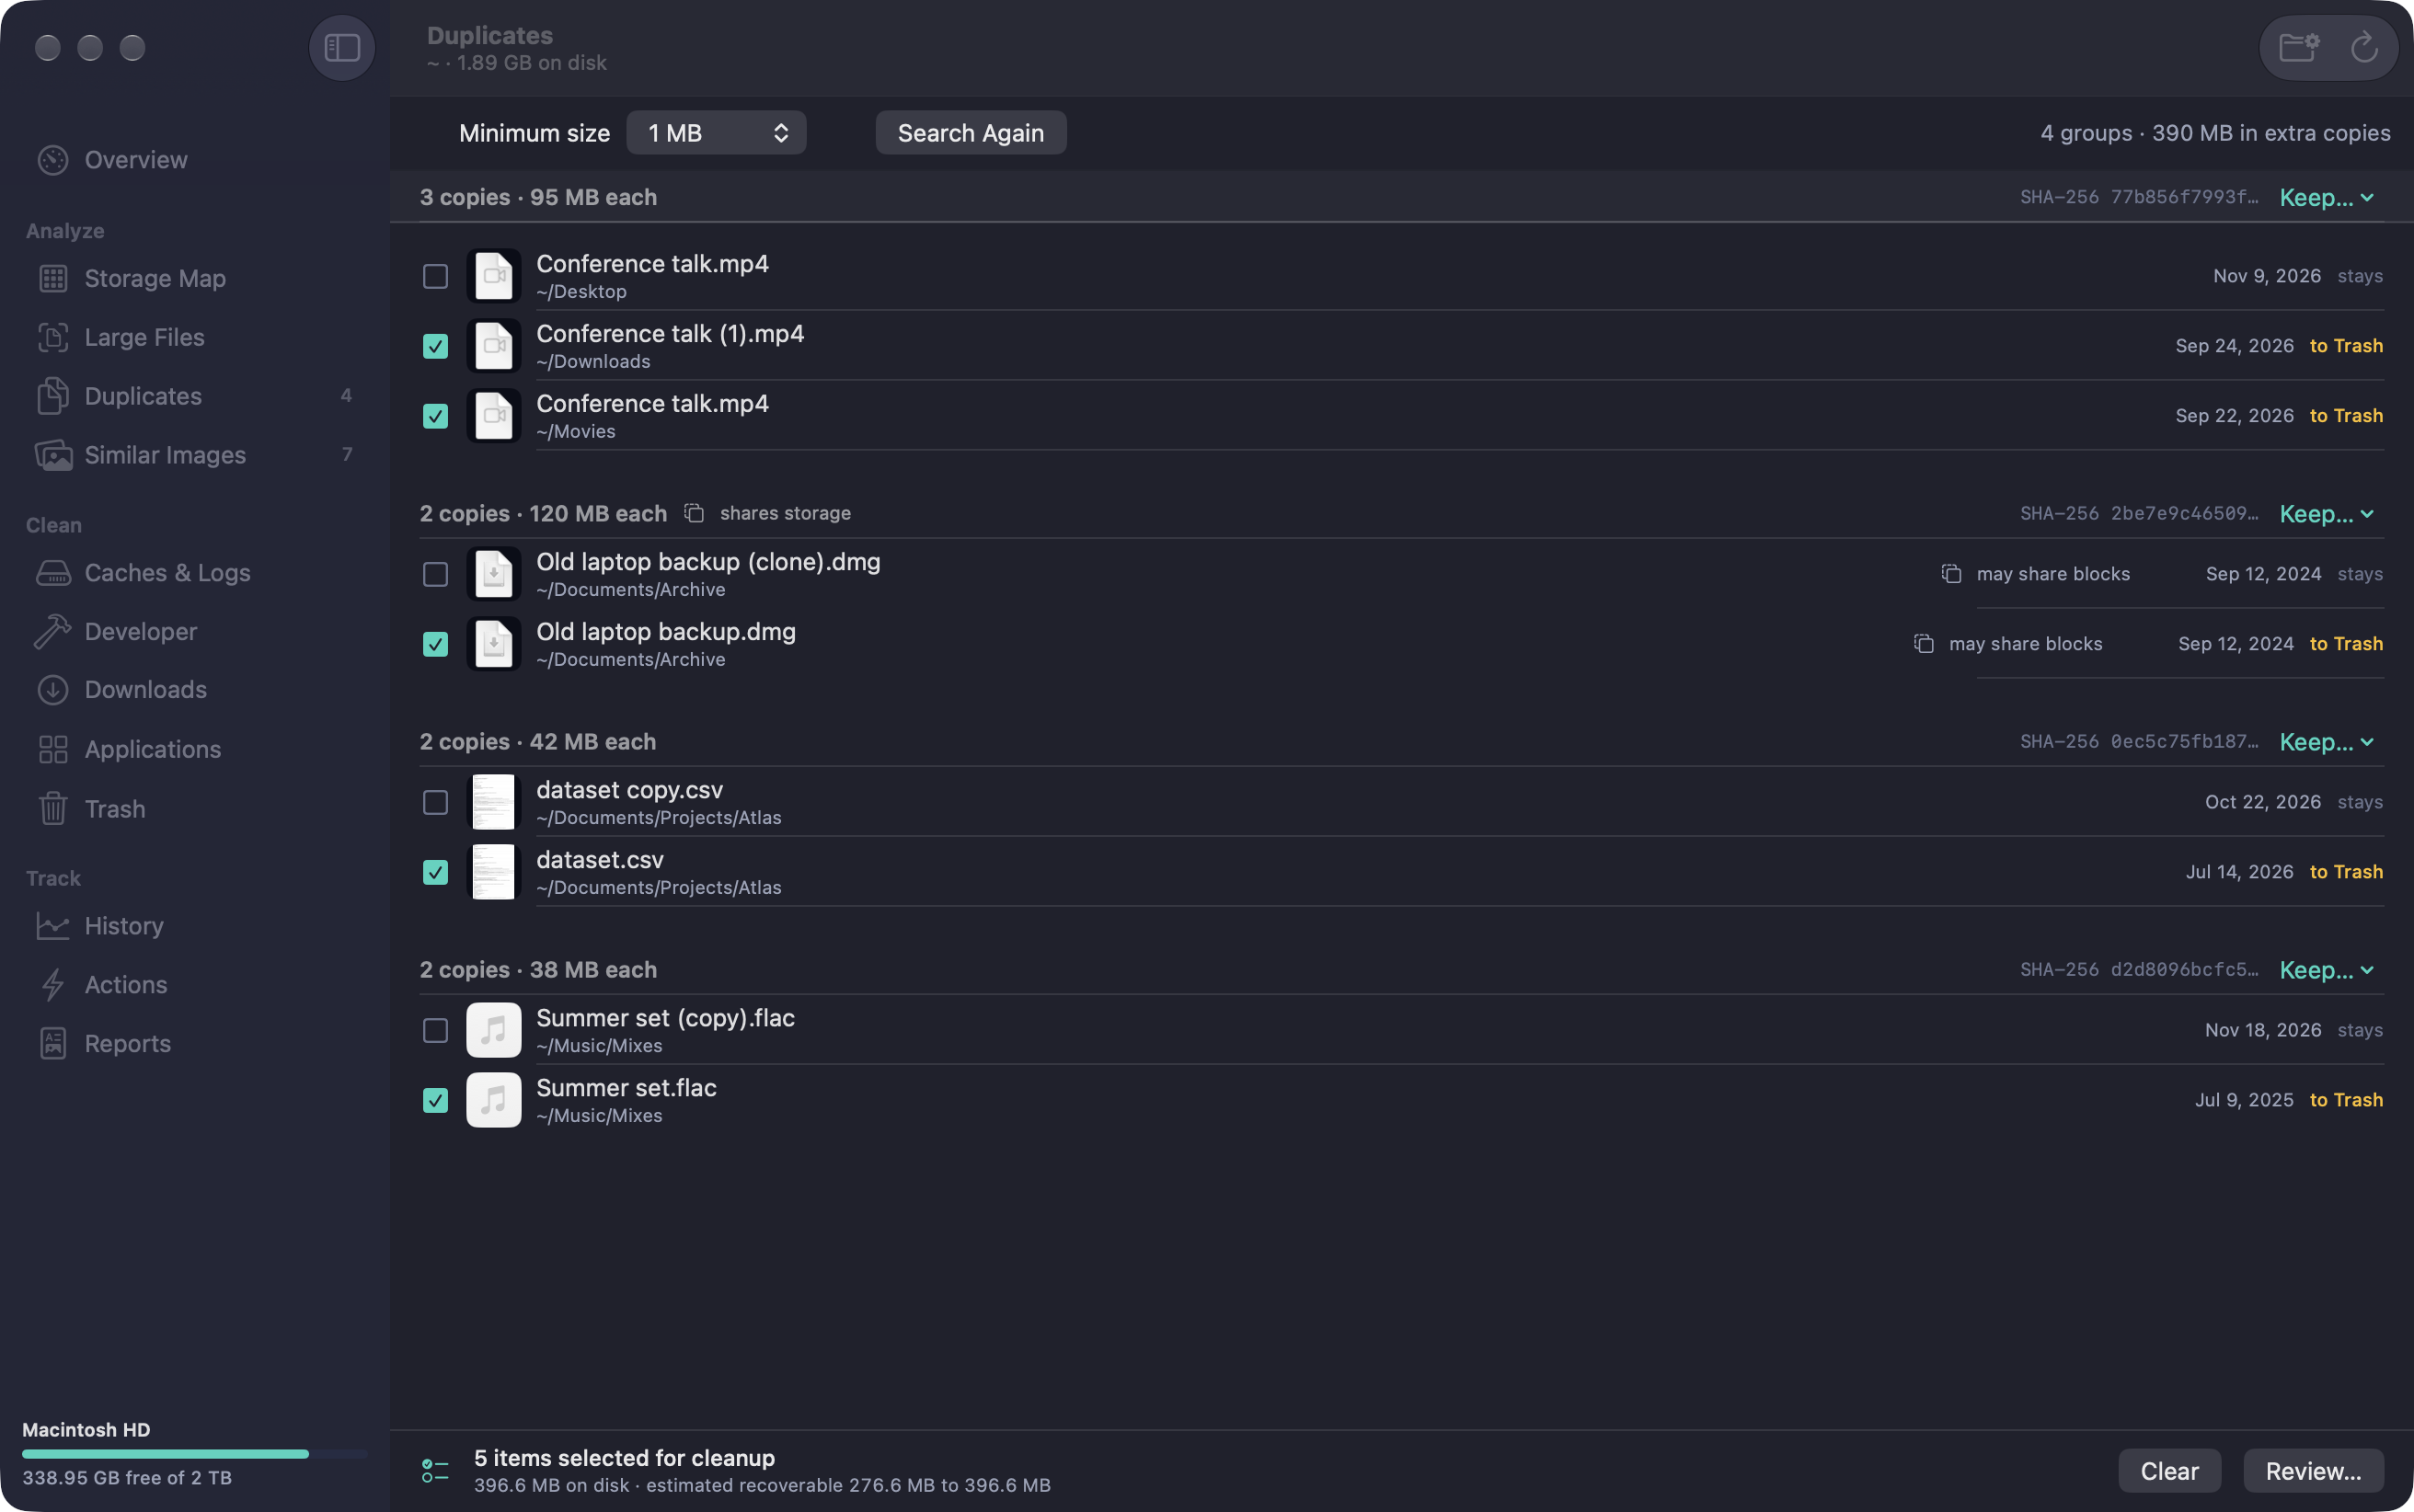 Duplicates
~ · 1.89 GB on disk
Overview
Analyze
Storage Map
Large Files
Duplicates 4
Similar Images 7
Clean
Caches & Logs
Developer
Downloads
Applications
Trash
Track
History
Actions
Reports
Macintosh HD
338.95 GB free of 2 TB
Minimum size 1 MB Search Again 4 groups · 390 MB in extra copies
3 copies · 95 MB each SHA-256 77b856f7993f… Keep…
Conference talk.mp4
~/Desktop
Nov 9, 2026 stays
Conference talk (1).mp4
~/Downloads
Sep 24, 2026 to Trash
Conference talk.mp4
~/Movies
Sep 22, 2026 to Trash
2 copies · 120 MB each shares storage SHA-256 2be7e9c46509… Keep…
Old laptop backup (clone).dmg
~/Documents/Archive
may share blocks Sep 12, 2024 stays
Old laptop backup.dmg
~/Documents/Archive
may share blocks Sep 12, 2024 to Trash
2 copies · 42 MB each SHA-256 0ec5c75fb187… Keep…
dataset copy.csv
~/Documents/Projects/Atlas
Oct 22, 2026 stays
dataset.csv
~/Documents/Projects/Atlas
Jul 14, 2026 to Trash
2 copies · 38 MB each SHA-256 d2d8096bcfc5… Keep…
Summer set (copy).flac
~/Music/Mixes
Nov 18, 2026 stays
Summer set.flac
~/Music/Mixes
Jul 9, 2025 to Trash
5 items selected for cleanup
396.6 MB on disk · estimated recoverable 276.6 MB to 396.6 MB
Clear Review…